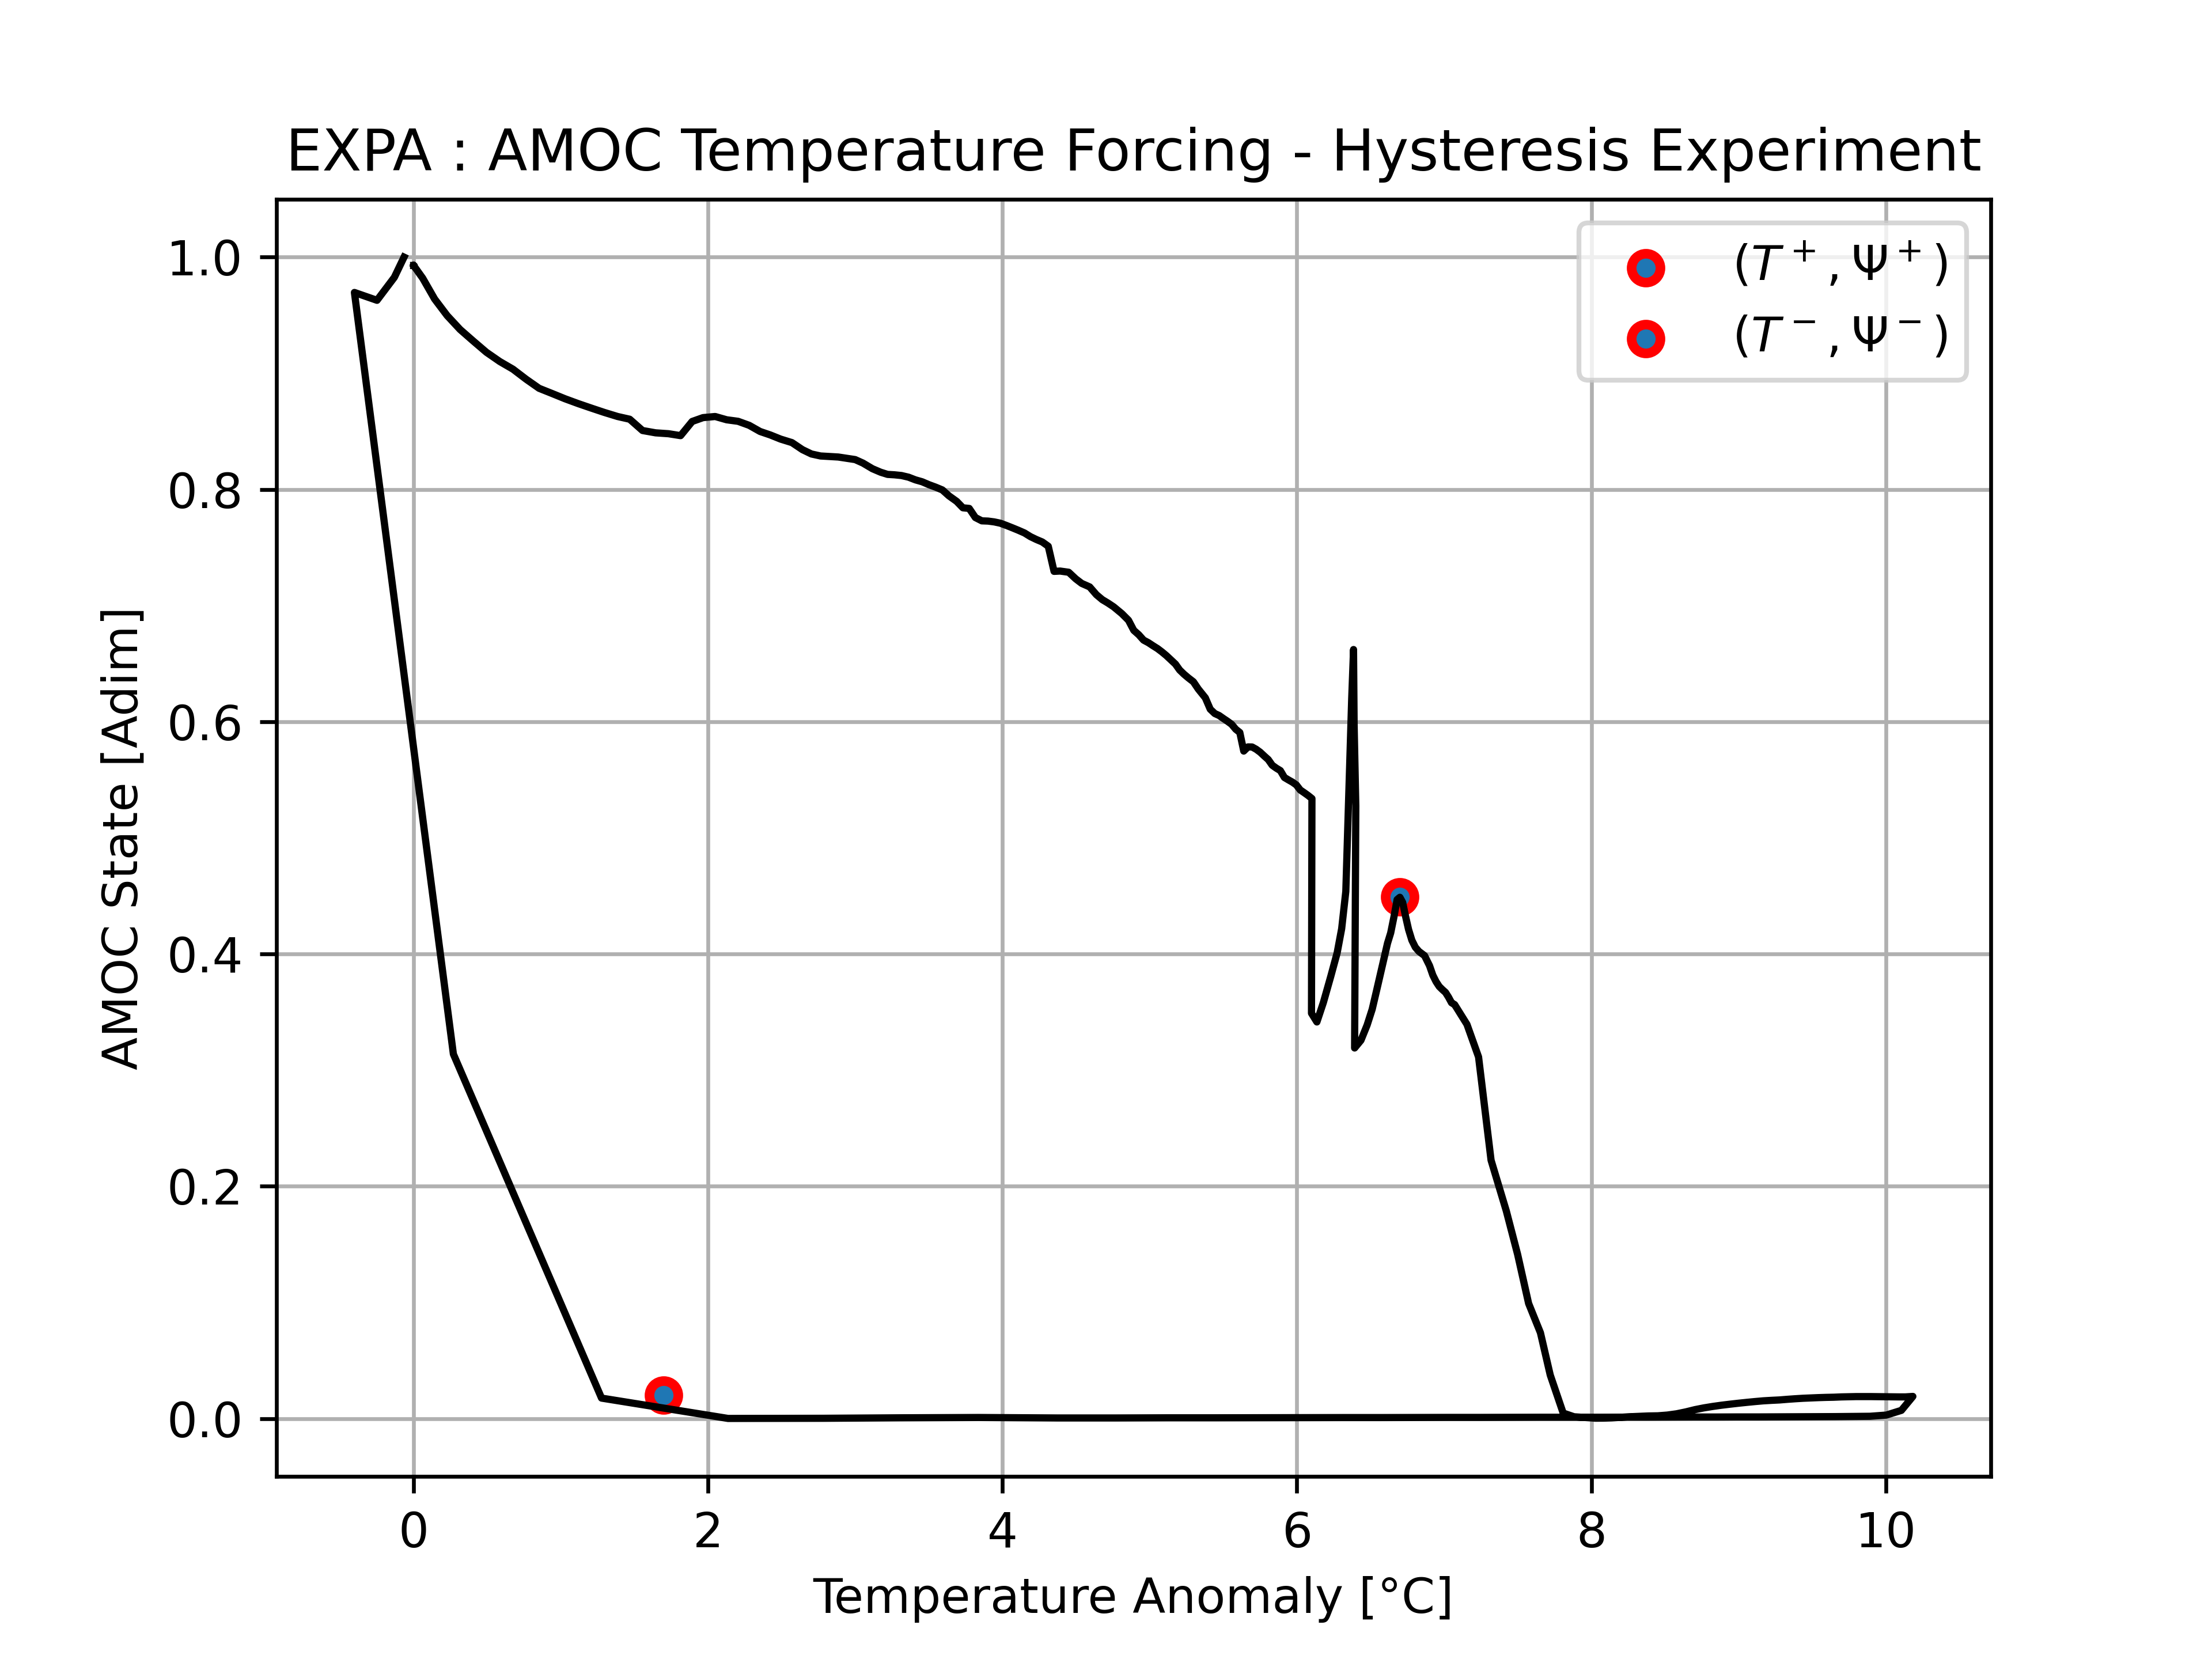 EXPA : AMOC Temperature Forcing - Hysteresis Experiment
(T⁺, Ψ⁺)
(T⁻, Ψ⁻)
1.0
0.8
0.6
0.4
0.2
0.0
AMOC State [Adim]
0 2 4 6 8 10
Temperature Anomaly [°C]